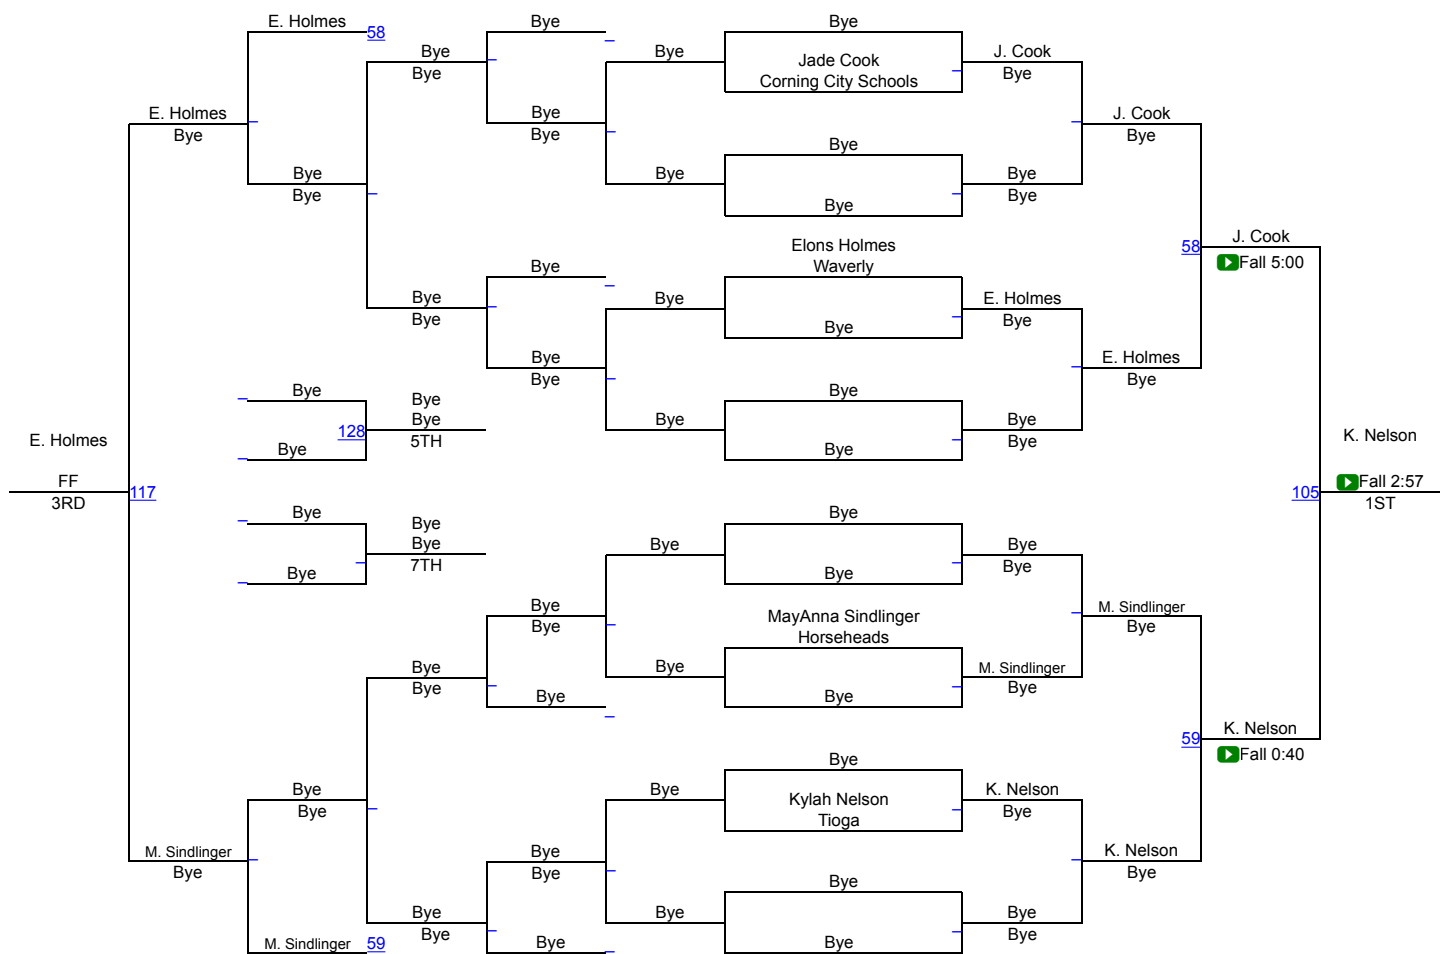 E. Holmes
58
Bye
Bye
Bye
Bye
Bye
Bye
Jade Cook
Corning City Schools
J. Cook
Bye
E. Holmes
Bye
Bye
Bye
J. Cook
Bye
Bye
Bye
Bye
Bye
Bye
Bye
Bye
Elons Holmes
Waverly
58
J. Cook
Fall 5:00
Bye
Bye
Bye
Bye
Bye
E. Holmes
Bye
Bye
Bye
E. Holmes
Bye
Bye
Bye
Bye
128
5TH
Bye
Bye
Bye
Bye
Bye
Bye
E. Holmes
FF
3RD
117
K. Nelson
Fall 2:57
105
1ST
Bye
Bye
Bye
7TH
Bye
Bye
Bye
Bye
Bye
Bye
Bye
Bye
MayAnna Sindlinger
Horseheads
M. Sindlinger
Bye
Bye
Bye
Bye
Bye
Bye
M. Sindlinger
Bye
59
K. Nelson
Fall 0:40
Bye
Bye
Bye
Bye
Kylah Nelson
Tioga
K. Nelson
Bye
M. Sindlinger
Bye
Bye
Bye
K. Nelson
Bye
Bye
Bye
Bye
Bye
Bye
Bye
Bye
M. Sindlinger
59
Bye
Bye